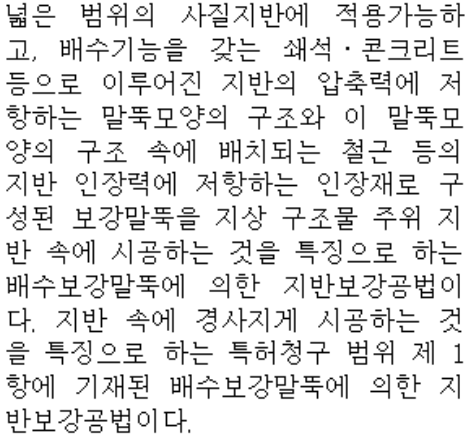 넓은 범위의 사질지반에 적용가능하
고, 배수기능을 갖는 쇄석·콘크리트
등으로 이루어진 지반의 압축력에 저
항하는 말뚝모양의 구조와 이 말뚝모
양의 구조 속에 배치되는 철근 등의
지반 인장력에 저항하는 인장재로 구
성된 보강말뚝을 지상 구조물 주위 지
반 속에 시공하는 것을 특징으로 하는
배수보강말뚝에 의한 지반보강공법이
다. 지반 속에 경사지게 시공하는 것
을 특징으로 하는 특허청구 범위 제 1
항에 기재된 배수보강말뚝에 의한 지
반보강공법이다.